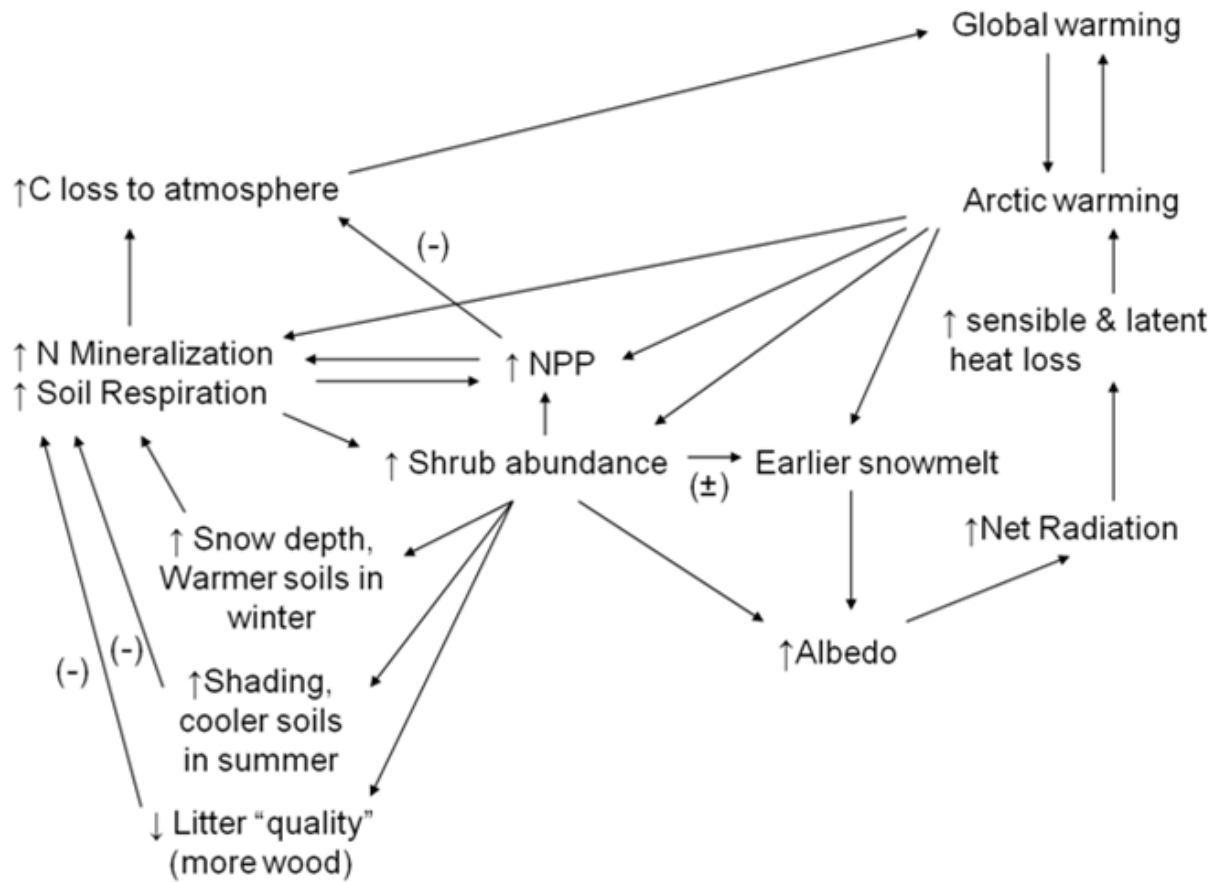 Global warming
↑C loss to atmosphere
Arctic warming
(-)
↑ sensible & latent
heat loss
↑ N Mineralization
↑ Soil Respiration
↑ NPP
↑ Shrub abundance
(±)
Earlier snowmelt
↑Net Radiation
↑ Snow depth,
Warmer soils in
winter
↑Albedo
(-)
(-)
↑Shading,
cooler soils
in summer
↓ Litter “quality”
(more wood)